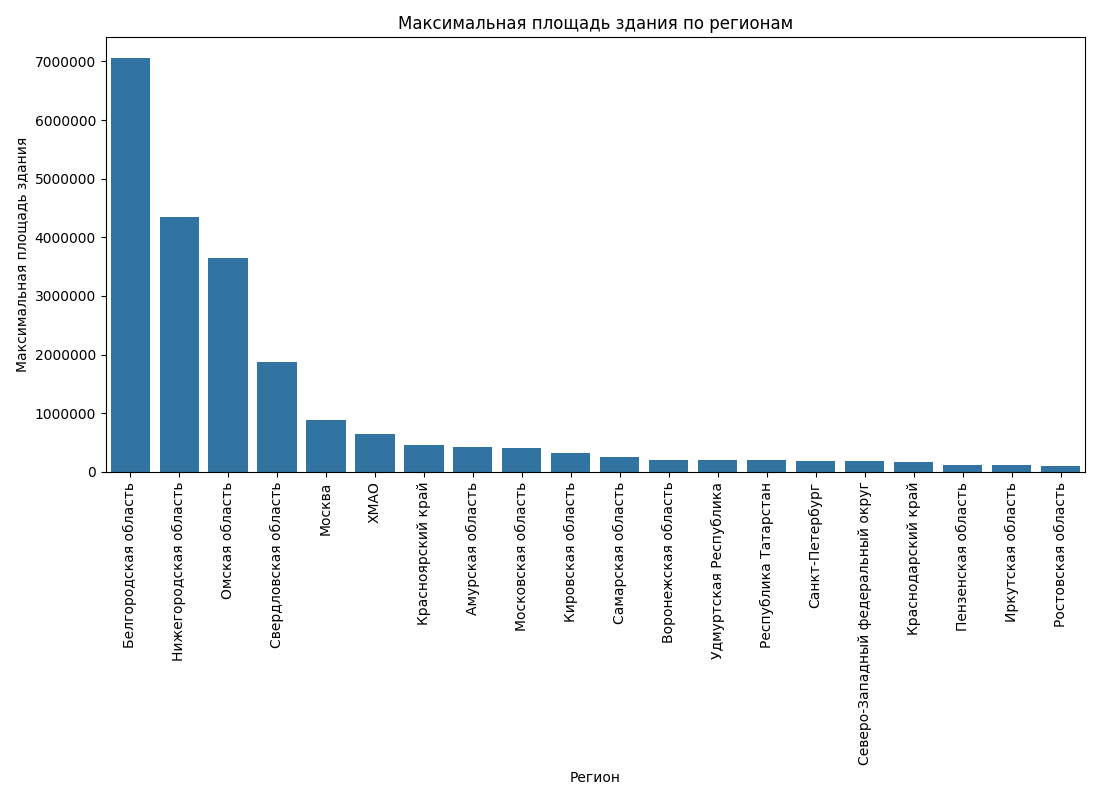 Максимальная площадь здания по регионам
Максимальная площадь здания
7000000
6000000
5000000
4000000
3000000
2000000
1000000
0
Белгородская область
Нижегородская область
Омская область
Свердловская область
Москва
ХМАО
Красноярский край
Амурская область
Московская область
Кировская область
Самарская область
Воронежская область
Удмуртская Республика
Республика Татарстан
Санкт-Петербург
Северо-Западный федеральный округ
Краснодарский край
Пензенская область
Иркутская область
Ростовская область
Регион